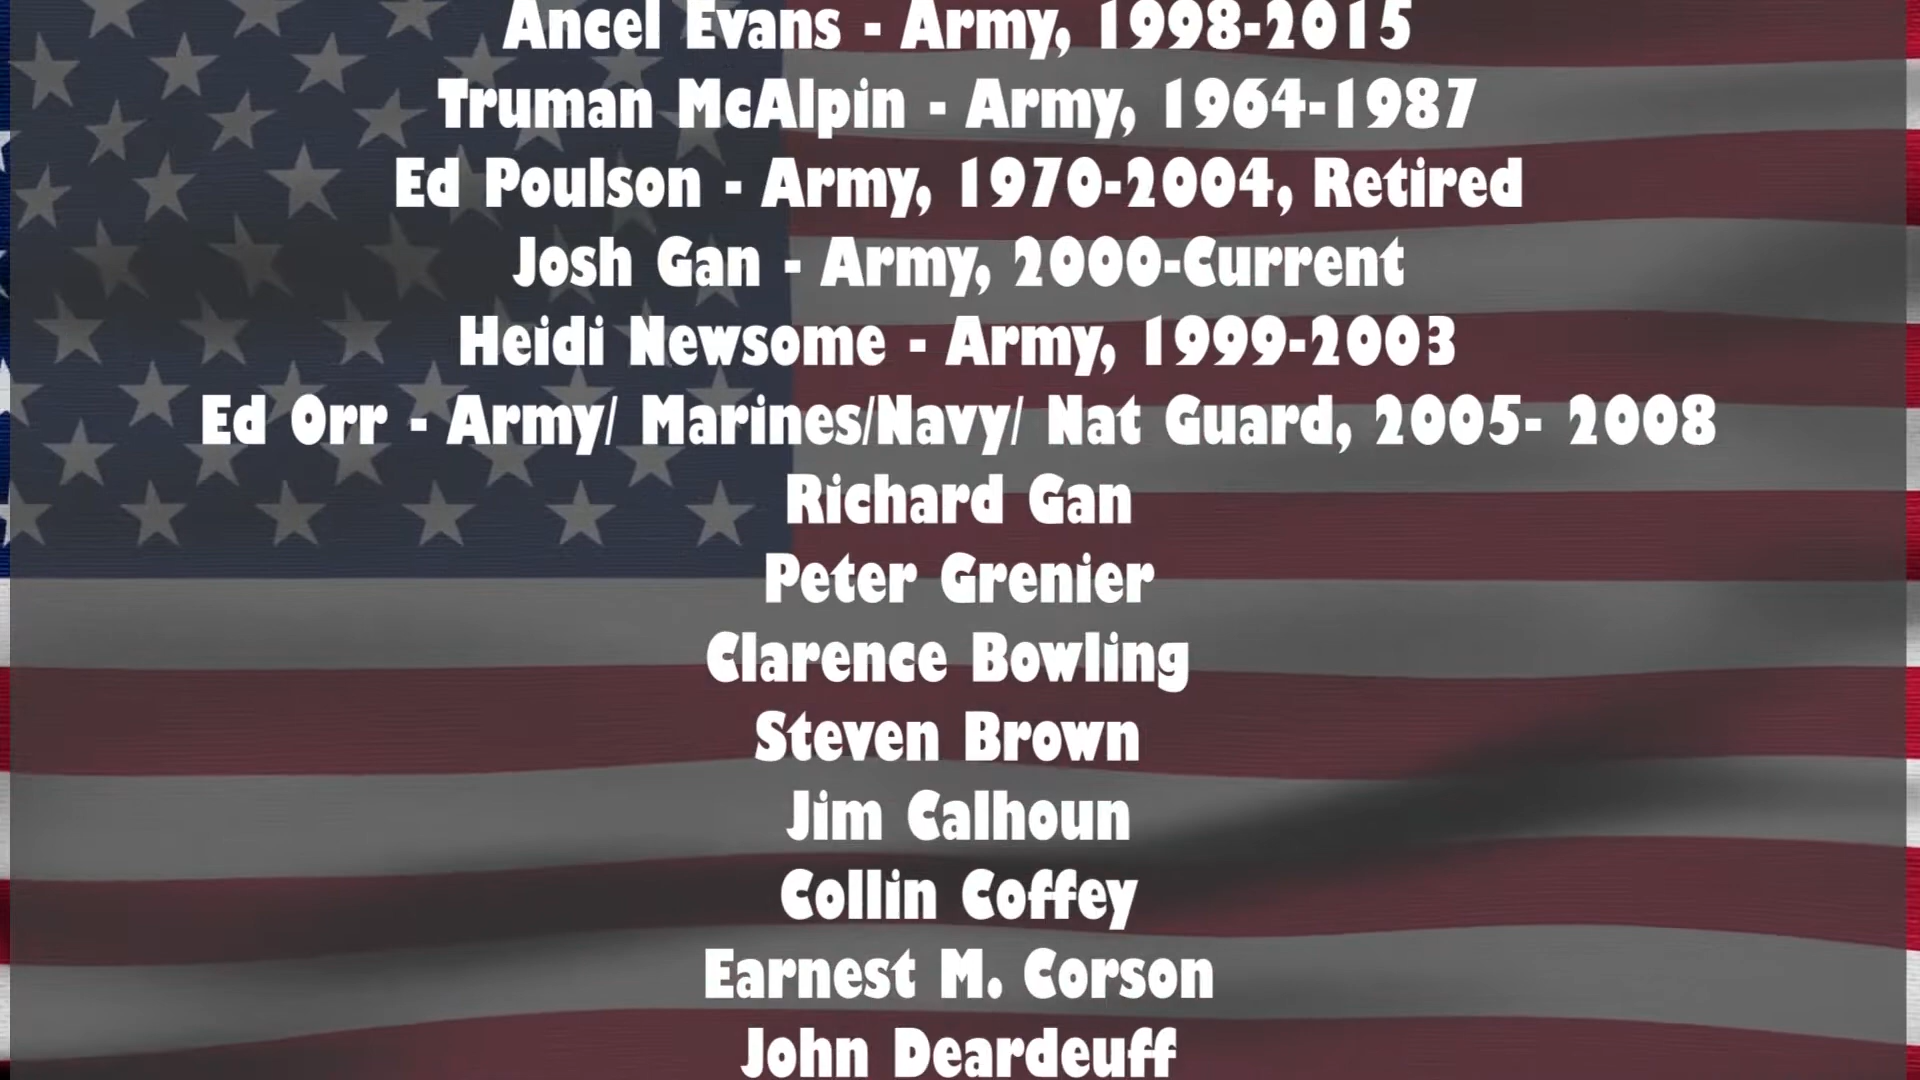 Ancel Evans - Army, 1998-2015
Truman McAlpin - Army, 1964-1987
Ed Poulson - Army, 1970-2004, Retired
Josh Gan - Army, 2000-Current
Heidi Newsome - Army, 1999-2003
Ed Orr - Army/ Marines/Navy/ Nat Guard, 2005- 2008
Richard Gan
Peter Grenier
Clarence Bowling
Steven Brown
Jim Calhoun
Collin Coffey
Earnest M. Corson
John Deardeuff